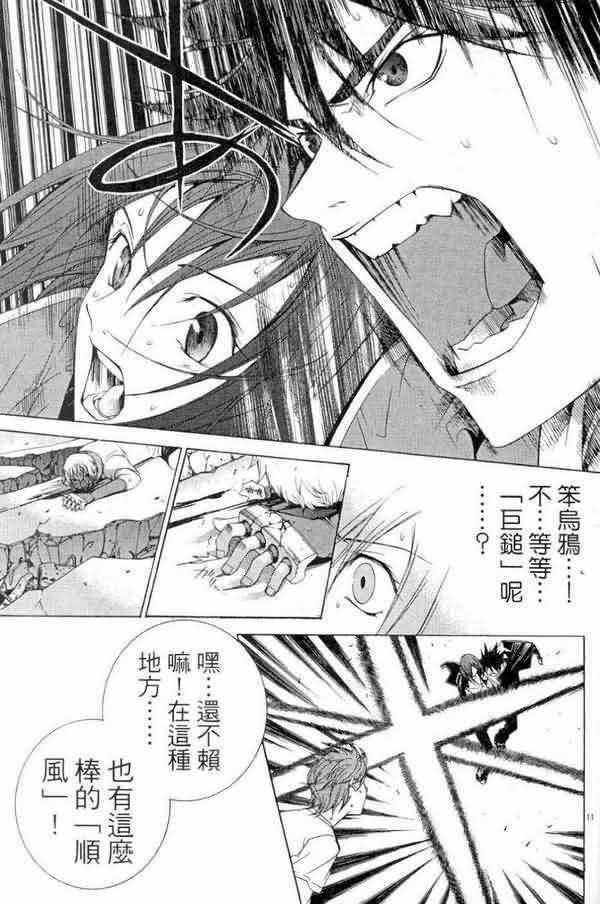 笨烏鴉…！
不…等等…
「巨鎚」呢
……？
嘿…還不賴
嘛！在這種
地方……
也有這麼
棒的「順
風」！
11